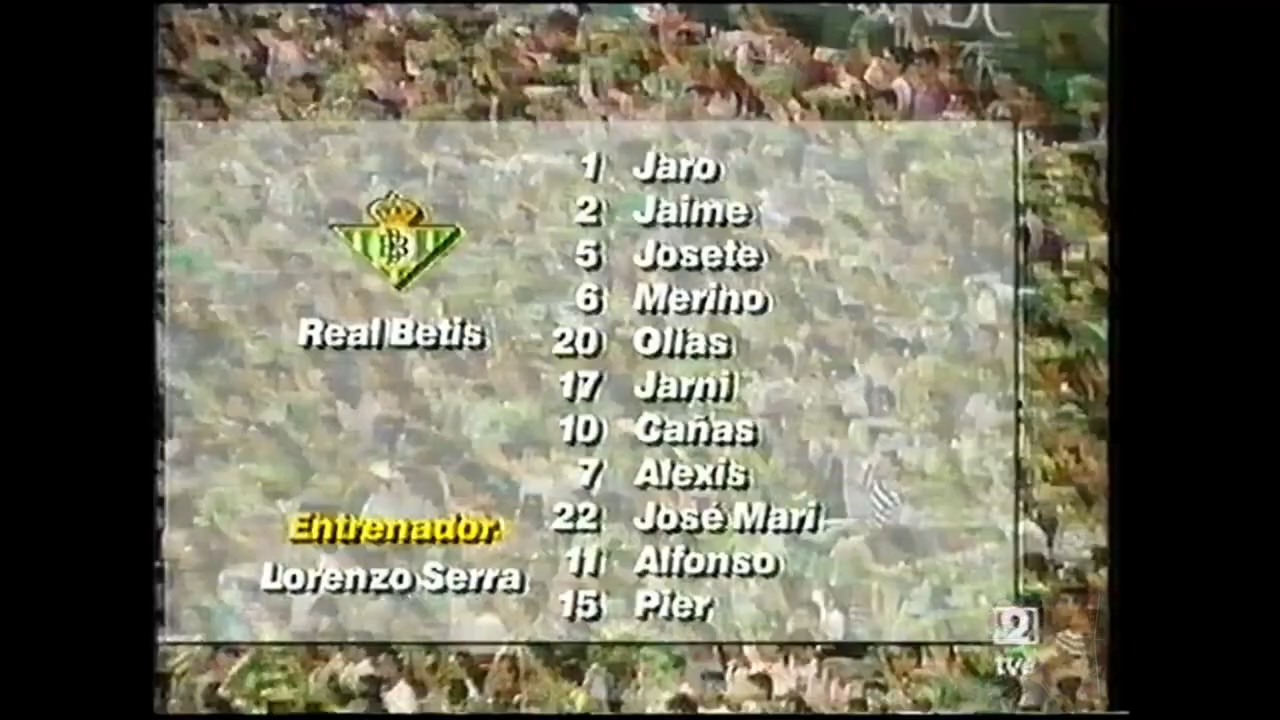 1 Jaro
2 Jaime
5 Josete
6 Merino
Real Betis
20 Olias
17 Jarni
10 Cañas
7 Alexis
22 José Mari
Entrenador.
11 Alfonso
Lorenzo Serra
15 Pier
2
tve